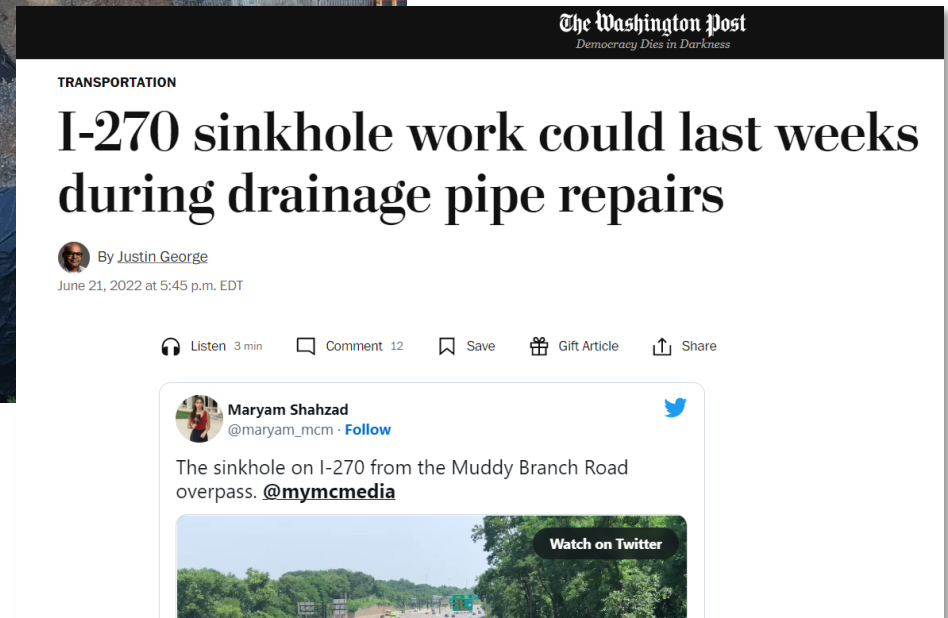 The Washington Post
Democracy Dies in Darkness
TRANSPORTATION
I-270 sinkhole work could last weeks
during drainage pipe repairs
By Justin George
June 21, 2022 at 5:45 p.m. EDT
Listen 3 min Comment 12 Save Gift Article Share
Maryam Shahzad
@maryam_mcm · Follow
The sinkhole on I-270 from the Muddy Branch Road
overpass. @mymcmedia
Watch on Twitter